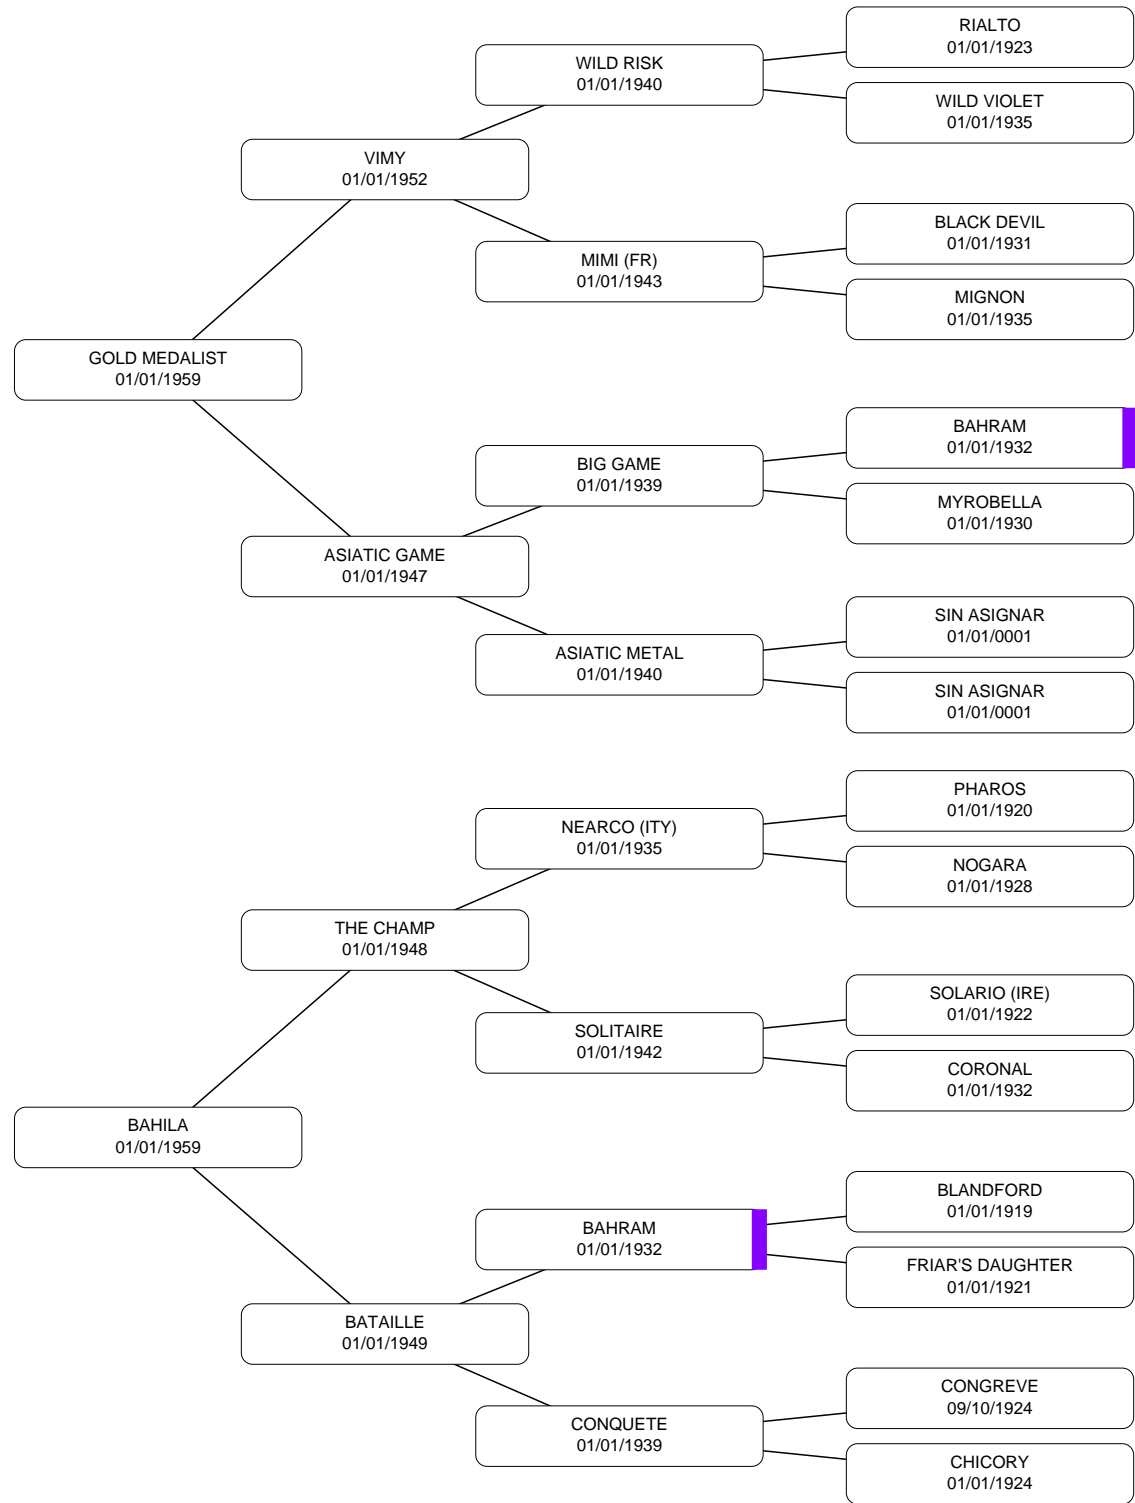 RIALTO
01/01/1923
WILD RISK
01/01/1940
WILD VIOLET
01/01/1935
VIMY
01/01/1952
BLACK DEVIL
01/01/1931
MIMI (FR)
01/01/1943
MIGNON
01/01/1935
GOLD MEDALIST
01/01/1959
BAHRAM
01/01/1932
BIG GAME
01/01/1939
MYROBELLA
01/01/1930
ASIATIC GAME
01/01/1947
SIN ASIGNAR
01/01/0001
ASIATIC METAL
01/01/1940
SIN ASIGNAR
01/01/0001
PHAROS
01/01/1920
NEARCO (ITY)
01/01/1935
NOGARA
01/01/1928
THE CHAMP
01/01/1948
SOLARIO (IRE)
01/01/1922
SOLITAIRE
01/01/1942
CORONAL
01/01/1932
BAHILA
01/01/1959
BLANDFORD
01/01/1919
BAHRAM
01/01/1932
FRIAR'S DAUGHTER
01/01/1921
BATAILLE
01/01/1949
CONGREVE
09/10/1924
CONQUETE
01/01/1939
CHICORY
01/01/1924